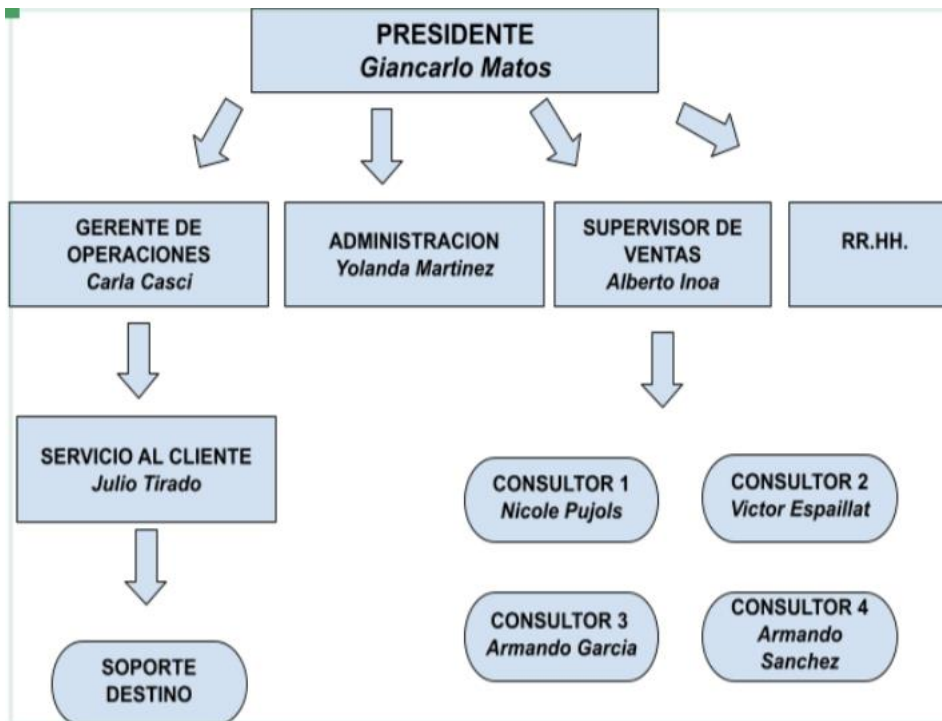 PRESIDENTE
Giancarlo Matos
GERENTE DE
OPERACIONES
Carla Casci
ADMINISTRACION
Yolanda Martinez
SUPERVISOR DE
VENTAS
Alberto Inoa
RR.HH.
SERVICIO AL CLIENTE
Julio Tirado
CONSULTOR 1
Nicole Pujols
CONSULTOR 2
Victor Espaillat
CONSULTOR 3
Armando Garcia
CONSULTOR 4
Armando
Sanchez
SOPORTE
DESTINO